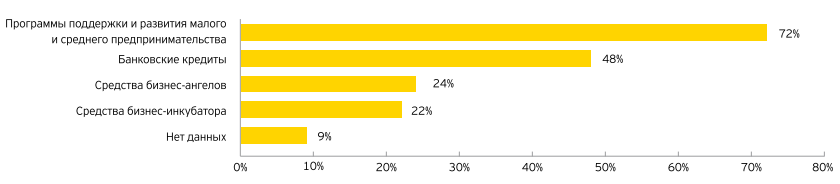 Программы поддержки и развития малого
и среднего предпринимательства
72%
Банковские кредиты
48%
Средства бизнес-ангелов
24%
Средства бизнес-инкубатора
22%
Нет данных
9%
0% 10% 20% 30% 40% 50% 60% 70% 80%